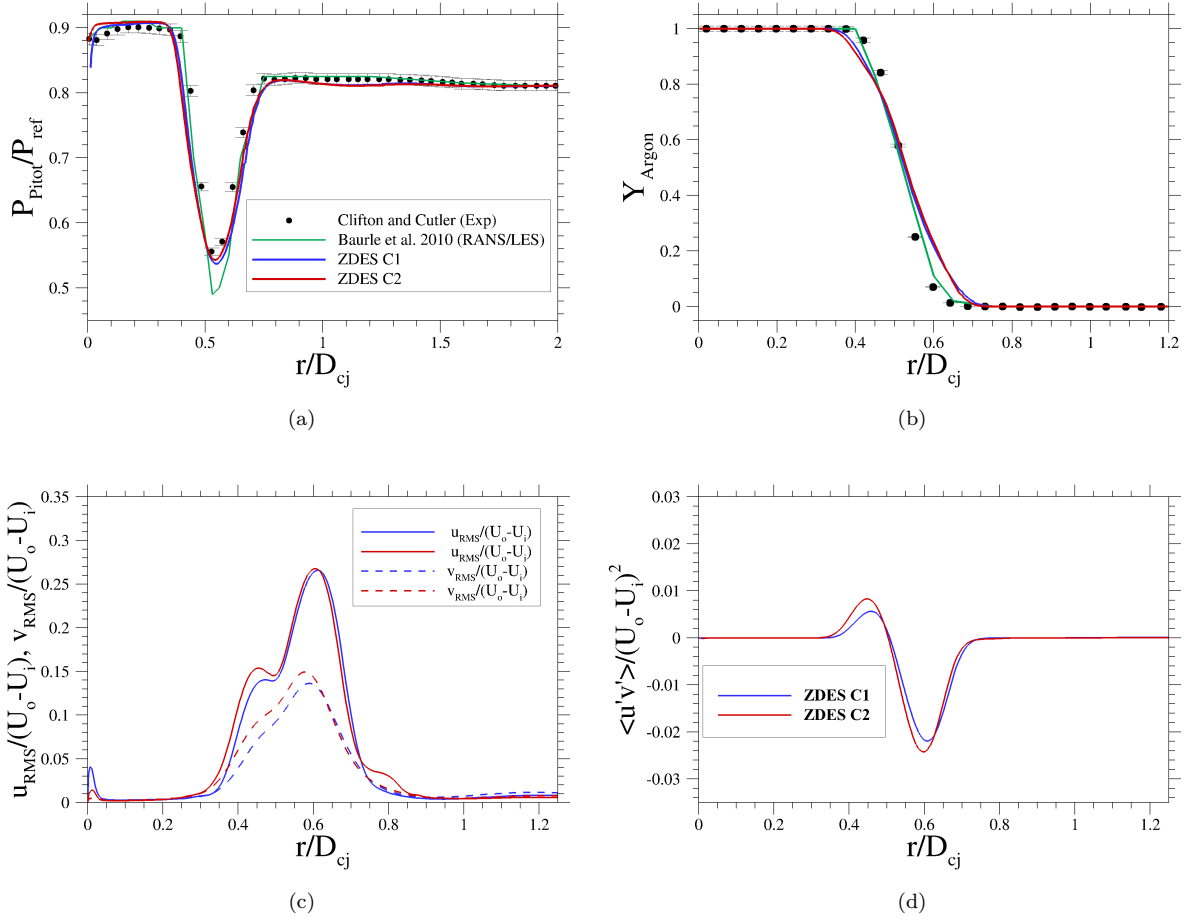 0.9
0.8
0.7
0.6
0.5
P_Pitot/P_ref
Clifton and Cutler (Exp)
Baurle et al. 2010 (RANS/LES)
ZDES C1
ZDES C2
0 0.5 1 1.5 2
r/D_cj
(a)
1
0.8
0.6
0.4
0.2
0
Y_Argon
0 0.2 0.4 0.6 0.8 1 1.2
r/D_cj
(b)
0.35
0.3
0.25
0.2
0.15
0.1
0.05
0
u_RMS/(U_o-U_i), v_RMS/(U_o-U_i)
u_RMS/(U_o-U_i)
u_RMS/(U_o-U_i)
v_RMS/(U_o-U_i)
v_RMS/(U_o-U_i)
0 0.2 0.4 0.6 0.8 1 1.2
r/D_cj
(c)
0.03
0.02
0.01
0
-0.01
-0.02
-0.03
<u'v'>/(U_o-U_i)^2
ZDES C1
ZDES C2
0 0.2 0.4 0.6 0.8 1 1.2
r/D_cj
(d)